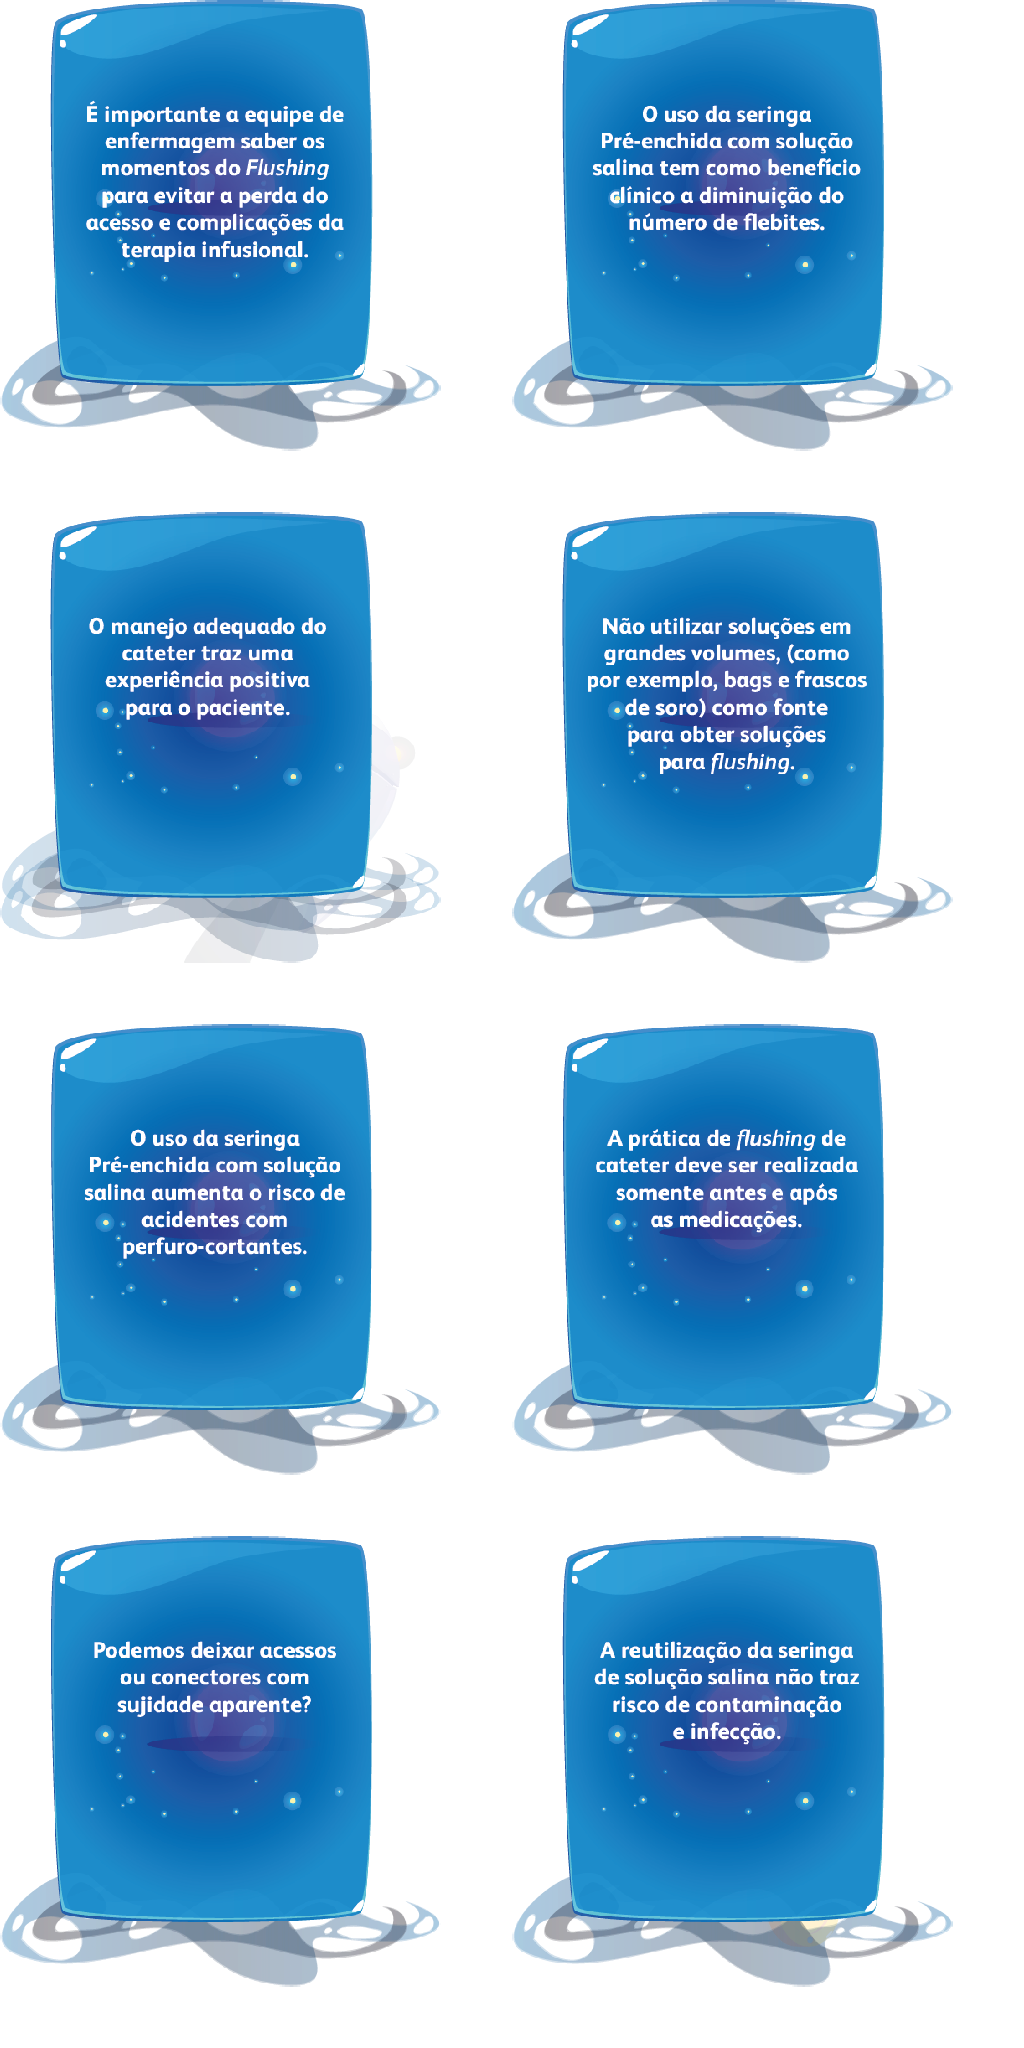 É importante a equipe de
enfermagem saber os
momentos do Flushing
para evitar a perda do
acesso e complicações da
terapia infusional.
O uso da seringa
Pré-enchida com solução
salina tem como benefício
clínico a diminuição do
número de flebites.
O manejo adequado do
cateter traz uma
experiência positiva
para o paciente.
Não utilizar soluções em
grandes volumes, (como
por exemplo, bags e frascos
de soro) como fonte
para obter soluções
para flushing.
O uso da seringa
Pré-enchida com solução
salina aumenta o risco de
acidentes com
perfuro-cortantes.
A prática de flushing de
cateter deve ser realizada
somente antes e após
as medicações.
Podemos deixar acessos
ou conectores com
sujidade aparente?
A reutilização da seringa
de solução salina não traz
risco de contaminação
e infecção.